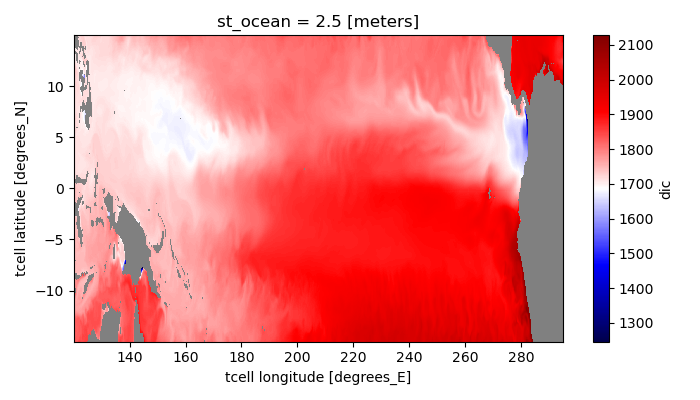 st_ocean = 2.5 [meters]
tcell latitude [degrees_N]
10
5
0
−5
−10
140 160 180 200 220 240 260 280
tcell longitude [degrees_E]
2100
2000
1900
1800
1700
1600
1500
1400
1300
dic